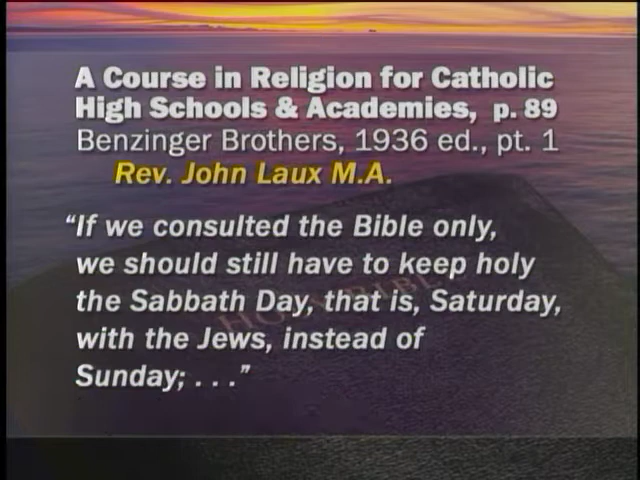 A Course in Religion for Catholic
High Schools & Academies, p. 89
Benzinger Brothers, 1936 ed., pt. 1
Rev. John Laux M.A.
“If we consulted the Bible only,
we should still have to keep holy
the Sabbath Day, that is, Saturday,
with the Jews, instead of
Sunday; . . .”
HOLY BIBLE